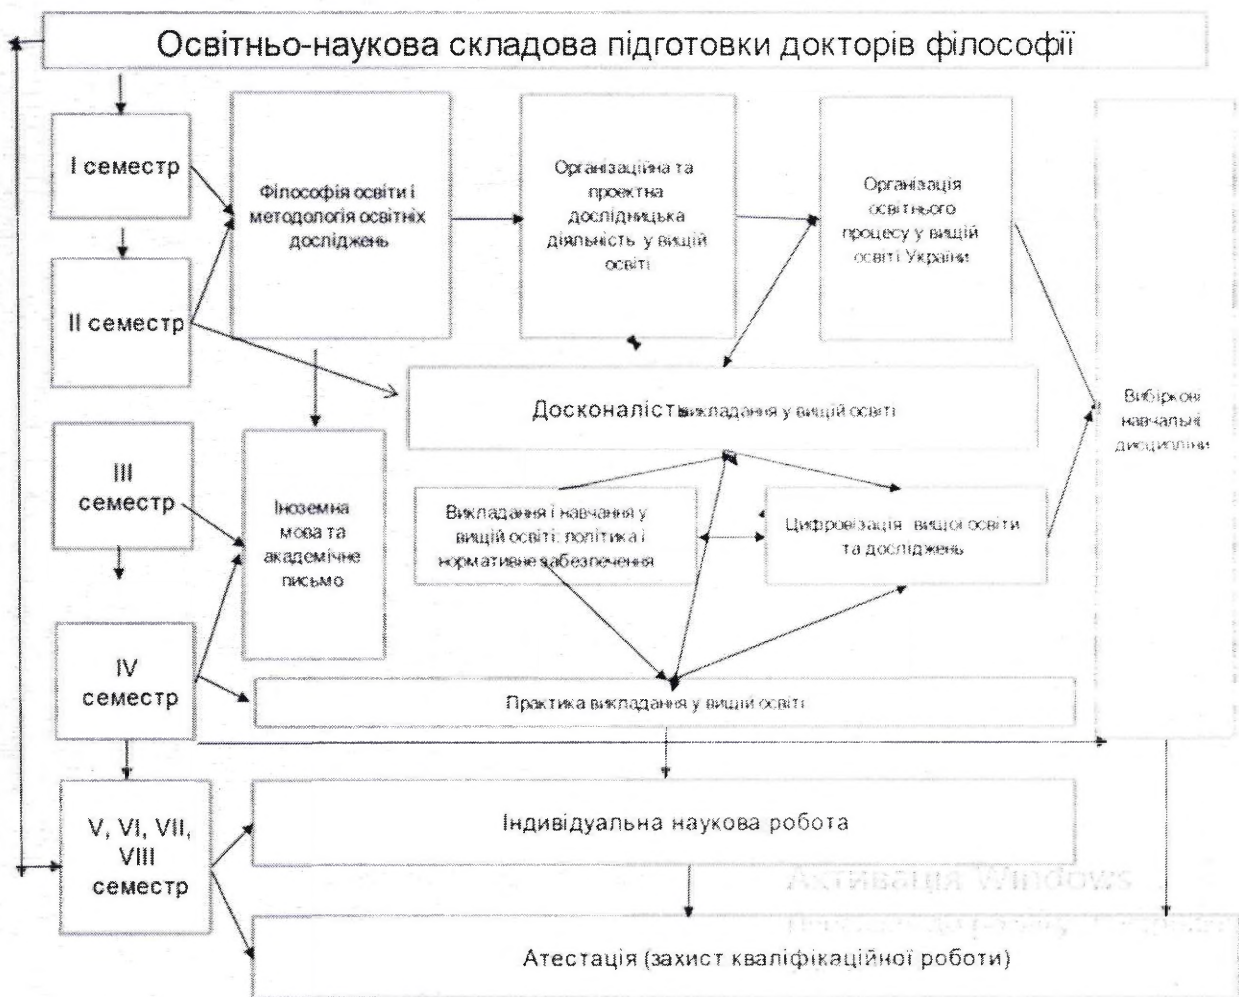 Освітньо-наукова складова підготовки докторів філософії
І семестр
Філософія освіти і
методологія освітніх
досліджень
Організаційна та
проектна
дослідницька
діяльність у вищій
освіті
Організація
освітнього
процесу у вищій
освіті України
ІІ семестр
Досконалість викладання у вищій освіті
Вибіркові
навчальні
дисципліни
ІІІ
семестр
Іноземна
мова та
академічне
письмо
Викладання і навчання у
вищій освіті: політика і
нормативне забезпечення
Цифровізація вищої освіти
та досліджень
IV
семестр
Практика викладання у вищій освіті
V, VI, VII,
VIII
семестр
Індивідуальна наукова робота
Активація Windows
Атестація (захист кваліфікаційної роботи)